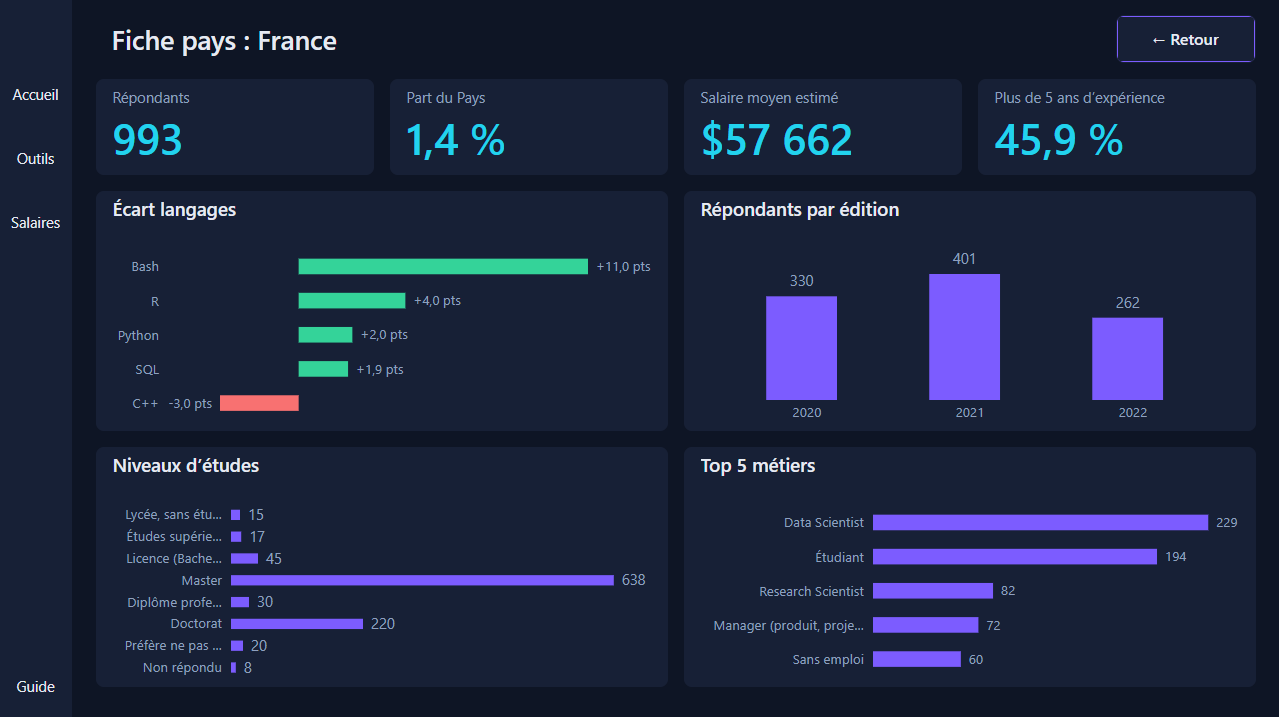 Fiche pays : France
← Retour
Accueil
Outils
Salaires
Guide
Répondants
993
Part du Pays
1,4 %
Salaire moyen estimé
$57 662
Plus de 5 ans d’expérience
45,9 %
Écart langages
Bash +11,0 pts
R +4,0 pts
Python +2,0 pts
SQL +1,9 pts
C++ -3,0 pts
Répondants par édition
330 401 262
2020 2021 2022
Niveaux d’études
Lycée, sans étu... 15
Études supérie... 17
Licence (Bache... 45
Master 638
Diplôme profe... 30
Doctorat 220
Préfère ne pas ... 20
Non répondu 8
Top 5 métiers
Data Scientist 229
Étudiant 194
Research Scientist 82
Manager (produit, proje... 72
Sans emploi 60